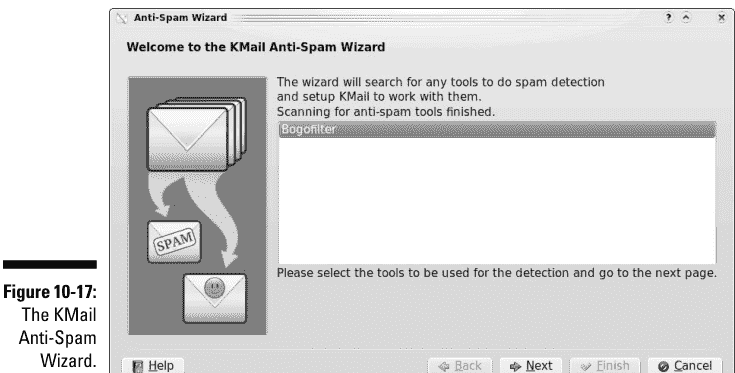 Anti-Spam Wizard
Welcome to the KMail Anti-Spam Wizard
The wizard will search for any tools to do spam detection
and setup KMail to work with them.
Scanning for anti-spam tools finished.
Bogofilter
SPAM
Please select the tools to be used for the detection and go to the next page.
Help
Back
Next
Finish
Cancel
Figure 10-17:
The KMail
Anti-Spam
Wizard.